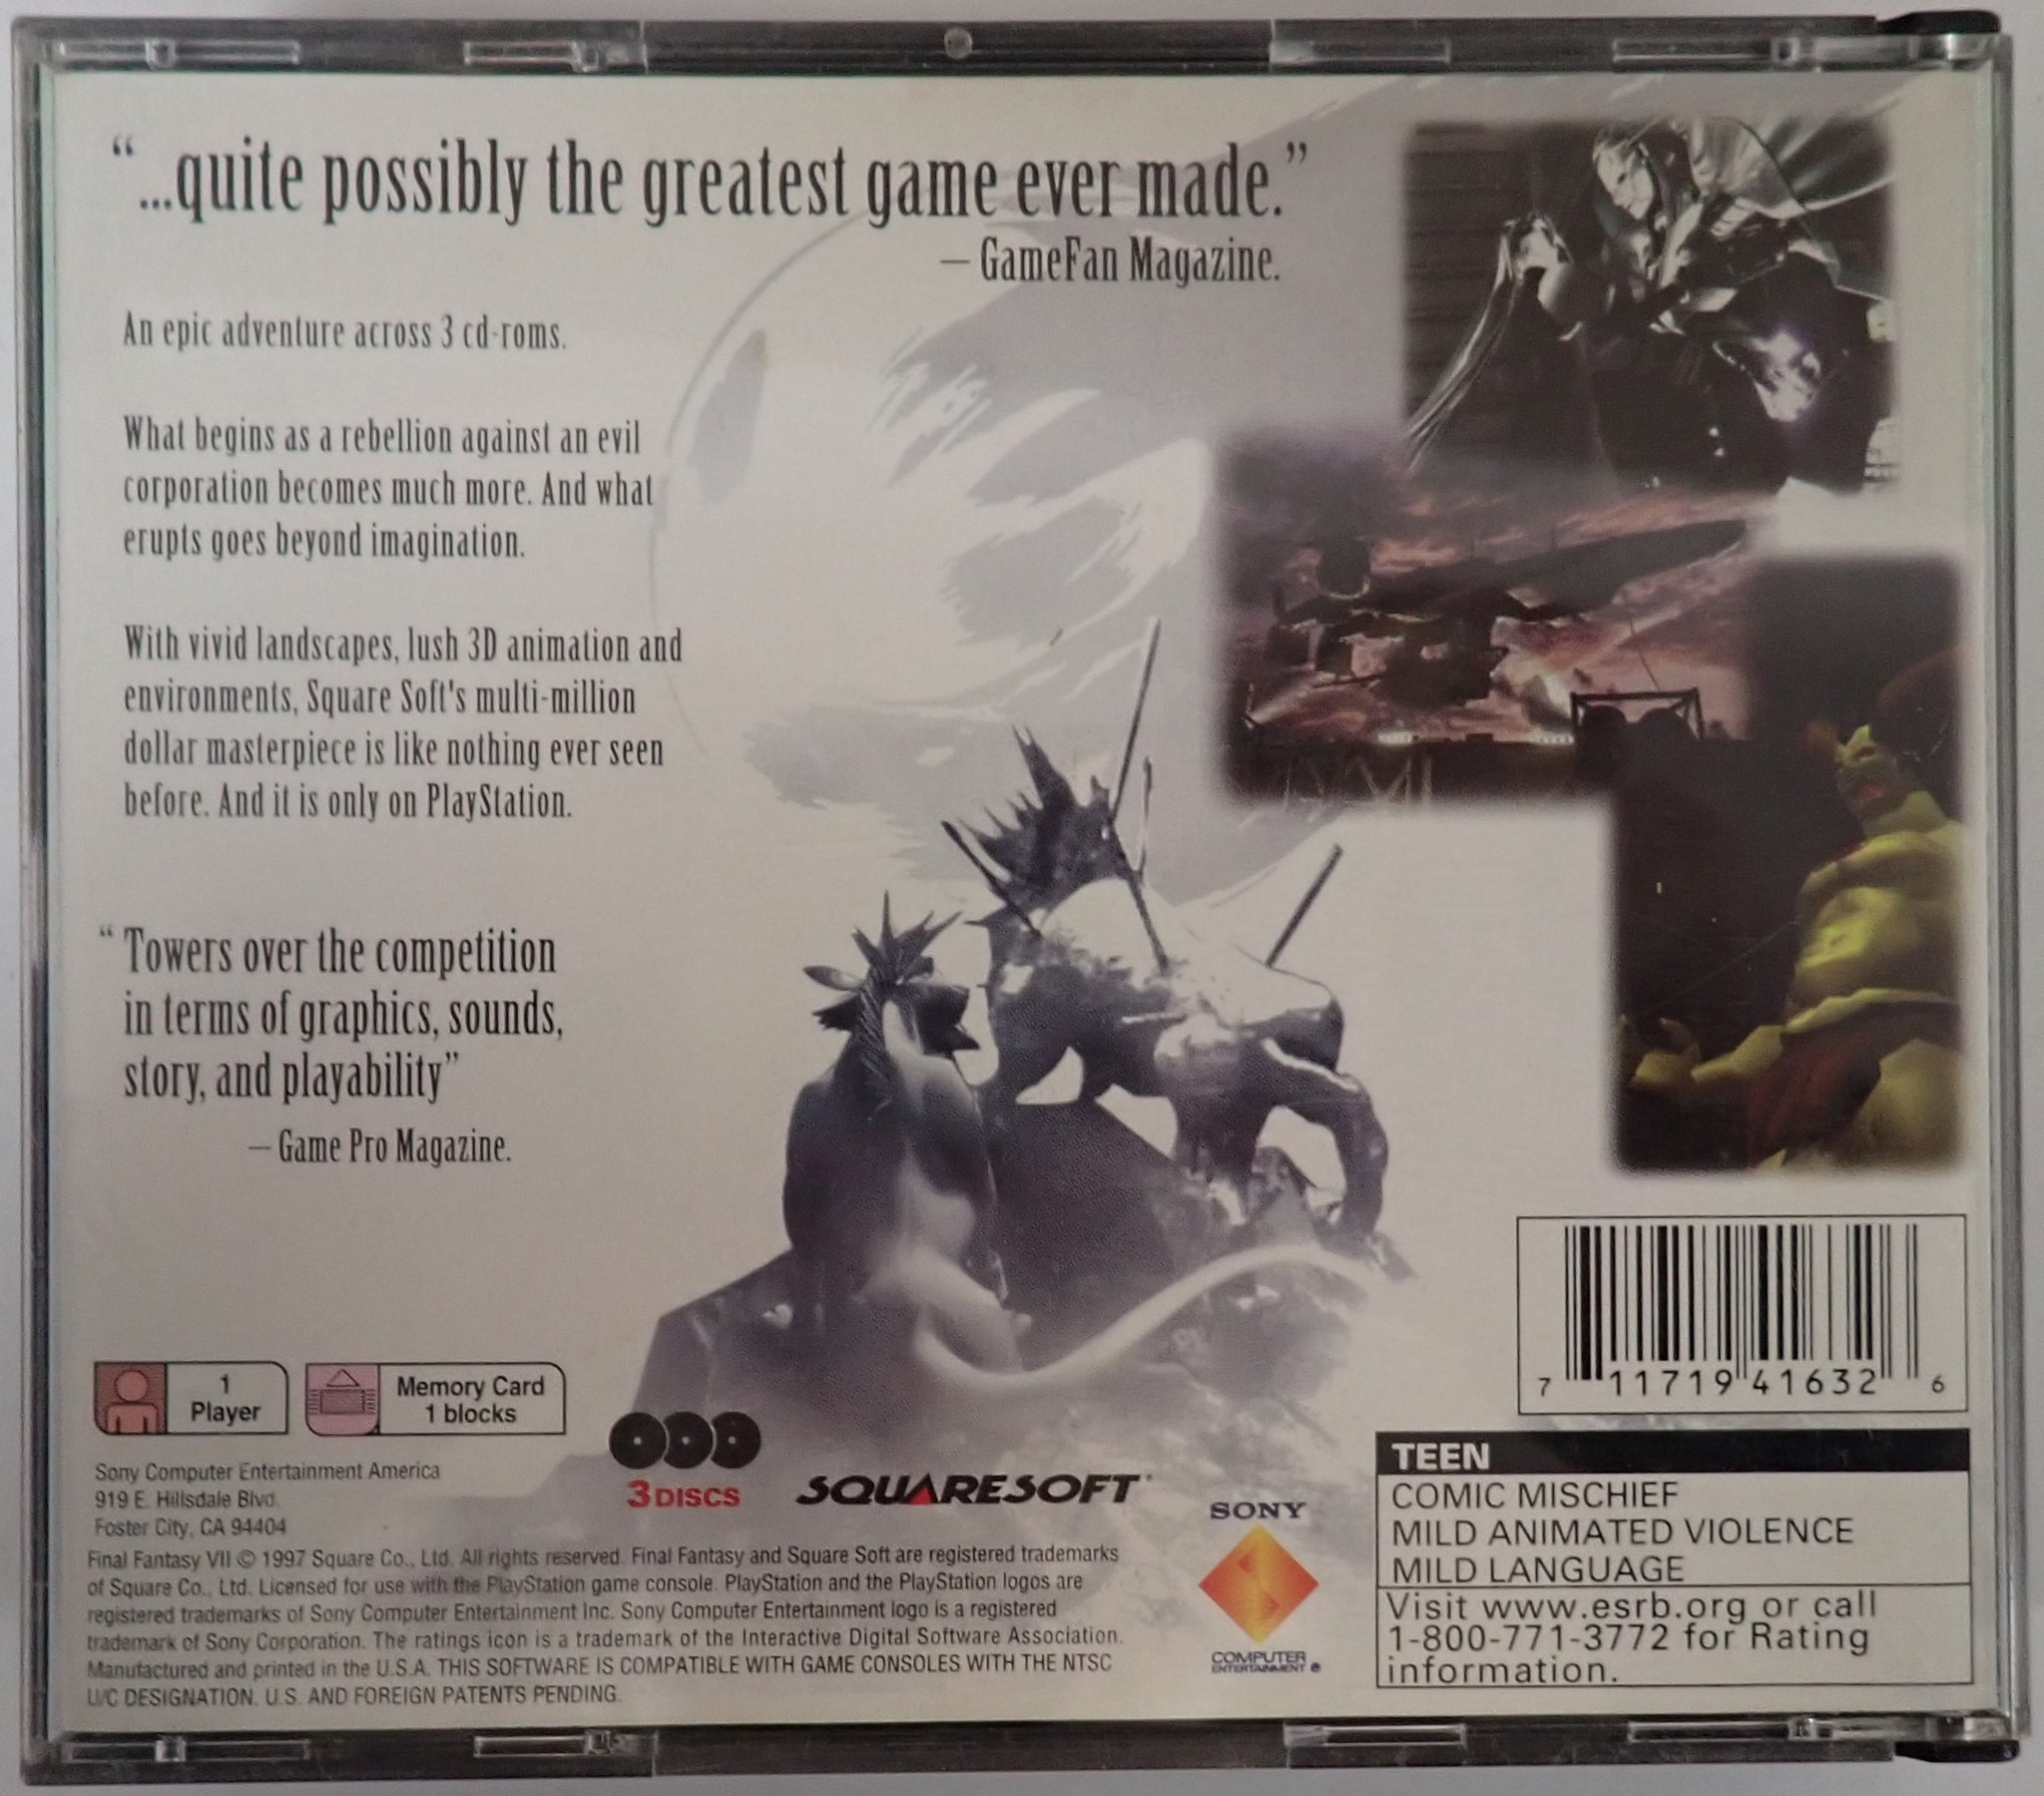 “...quite possibly the greatest game ever made.”
– GameFan Magazine.
An epic adventure across 3 cd-roms.
What begins as a rebellion against an evil
corporation becomes much more. And what
erupts goes beyond imagination.
With vivid landscapes, lush 3D animation and
environments, Square Soft's multi-million
dollar masterpiece is like nothing ever seen
before. And it is only on PlayStation.
“Towers over the competition
in terms of graphics, sounds,
story, and playability”
– Game Pro Magazine.
1
Player
Memory Card
1 blocks
Sony Computer Entertainment America
919 E. Hillsdale Blvd.
Foster City, CA 94404
3 DISCS
SQUARESOFT
SONY
COMPUTER
ENTERTAINMENT ®
Final Fantasy VII © 1997 Square Co., Ltd. All rights reserved. Final Fantasy and Square Soft are registered trademarks
of Square Co., Ltd. Licensed for use with the PlayStation game console. PlayStation and the PlayStation logos are
registered trademarks of Sony Computer Entertainment Inc. Sony Computer Entertainment logo is a registered
trademark of Sony Corporation. The ratings icon is a trademark of the Interactive Digital Software Association.
Manufactured and printed in the U.S.A. THIS SOFTWARE IS COMPATIBLE WITH GAME CONSOLES WITH THE NTSC
U/C DESIGNATION. U.S. AND FOREIGN PATENTS PENDING.
7 11719 41632 6
TEEN
COMIC MISCHIEF
MILD ANIMATED VIOLENCE
MILD LANGUAGE
Visit www.esrb.org or call
1-800-771-3772 for Rating
information.